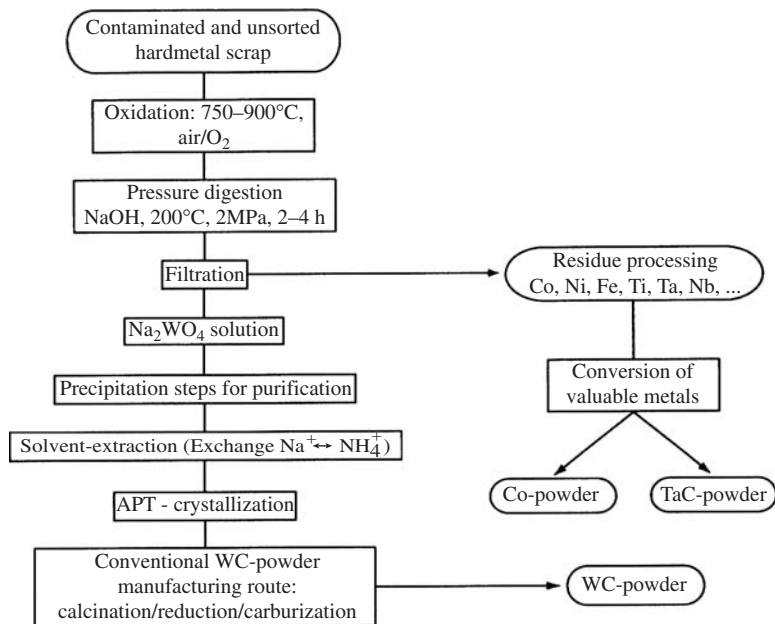 Contaminated and unsorted
hardmetal scrap
Oxidation: 750–900°C,
air/O₂
Pressure digestion
NaOH, 200°C, 2MPa, 2–4 h
Filtration
Residue processing
Co, Ni, Fe, Ti, Ta, Nb, ...
Na₂WO₄ solution
Precipitation steps for purification
Conversion of
valuable metals
Solvent-extraction (Exchange Na⁺↔ NH₄⁺)
Co-powder
TaC-powder
APT - crystallization
Conventional WC-powder
manufacturing route:
calcination/reduction/carburization
WC-powder